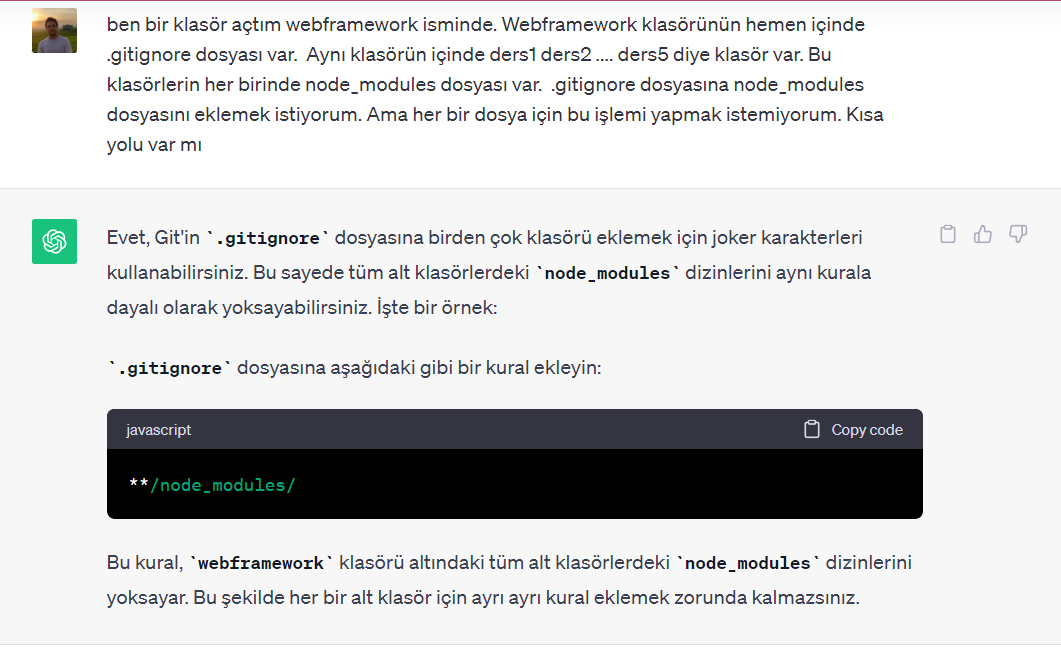 ben bir klasör açtım webframework isminde. Webframework klasörünün hemen içinde
.gitignore dosyası var.  Aynı klasörün içinde ders1 ders2 .... ders5 diye klasör var. Bu
klasörlerin her birinde node_modules dosyası var.  .gitignore dosyasına node_modules
dosyasını eklemek istiyorum. Ama her bir dosya için bu işlemi yapmak istemiyorum. Kısa
yolu var mı
Evet, Git'in `.gitignore` dosyasına birden çok klasörü eklemek için joker karakterleri
kullanabilirsiniz. Bu sayede tüm alt klasörlerdeki `node_modules` dizinlerini aynı kurala
dayalı olarak yoksayabilirsiniz. İşte bir örnek:
`.gitignore` dosyasına aşağıdaki gibi bir kural ekleyin:
javascript Copy code
**/node_modules/
Bu kural, `webframework` klasörü altındaki tüm alt klasörlerdeki `node_modules` dizinlerini
yoksayar. Bu şekilde her bir alt klasör için ayrı ayrı kural eklemek zorunda kalmazsınız.